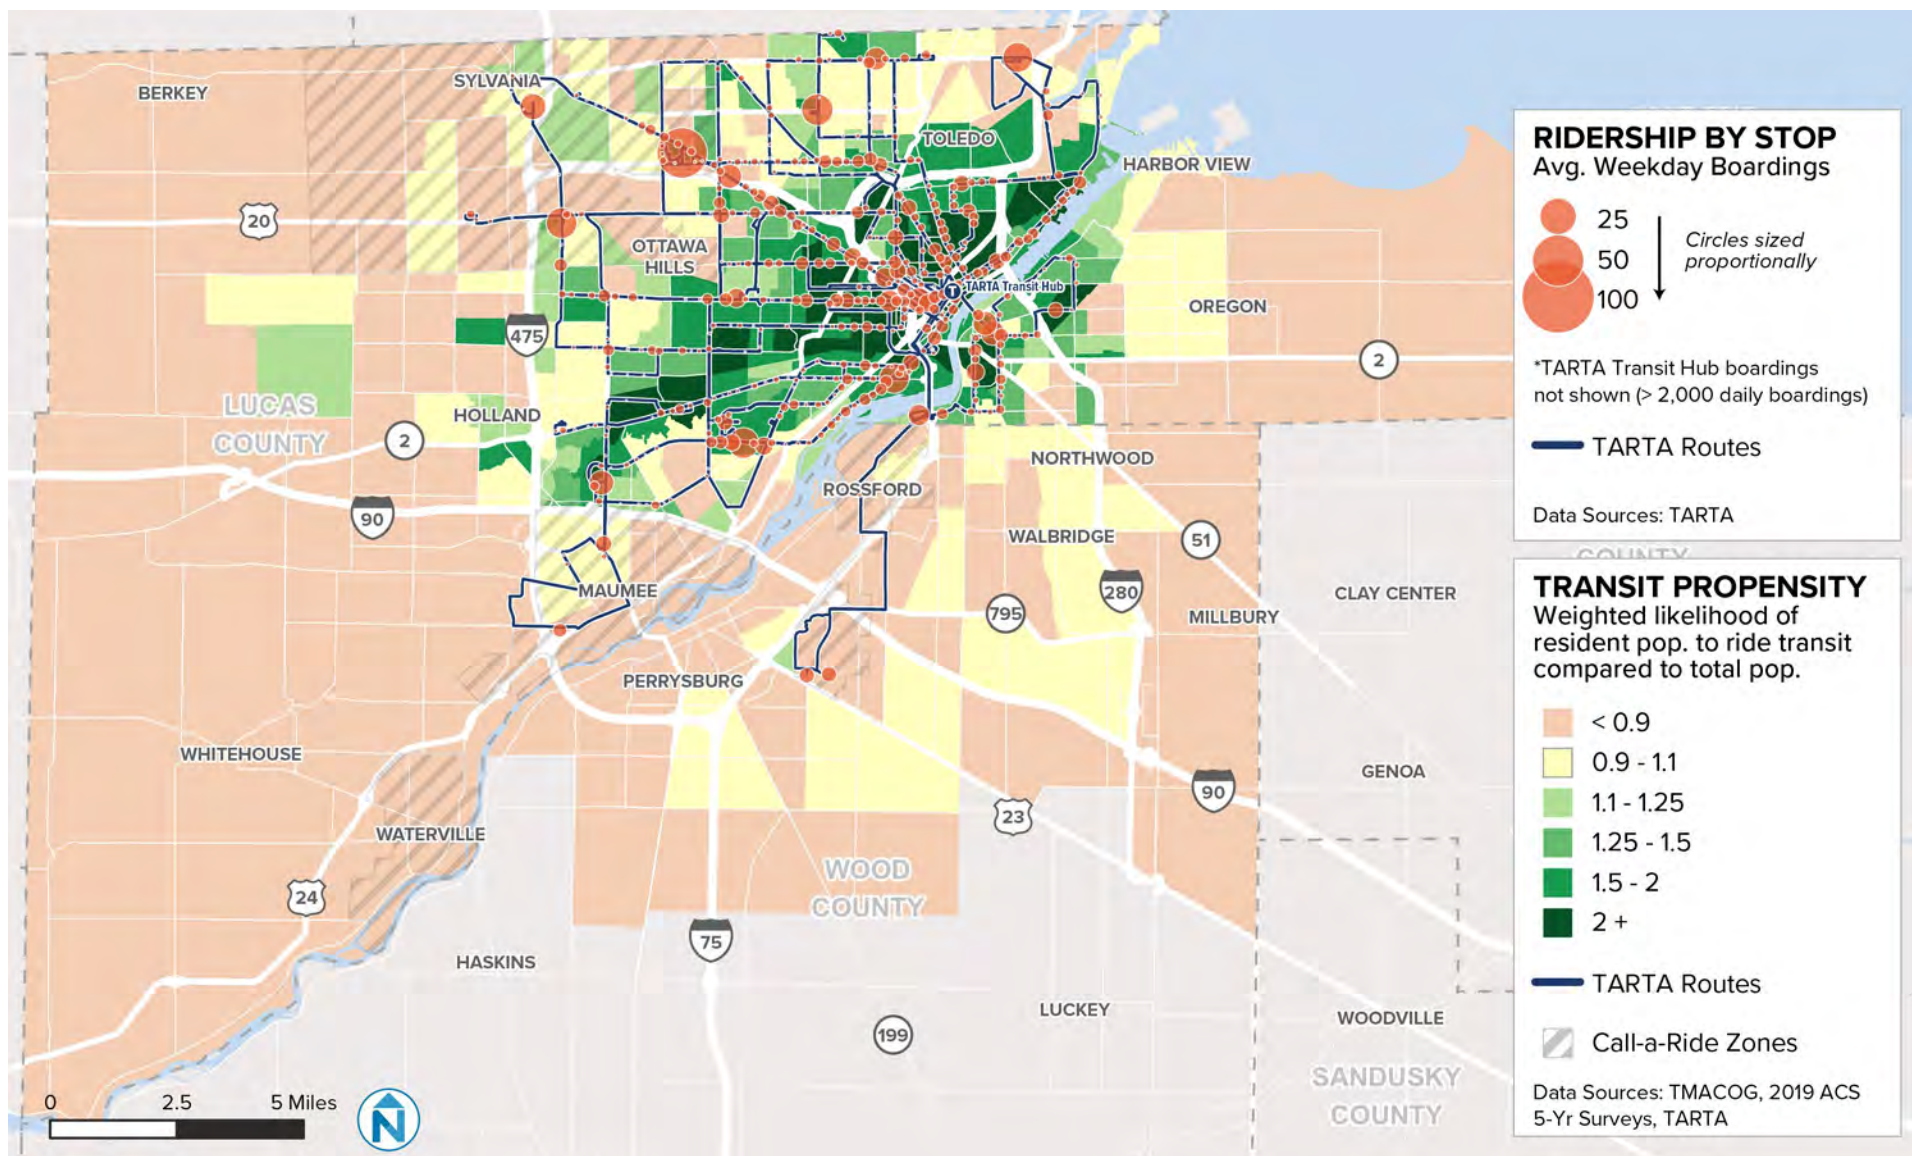 BERKEY
SYLVANIA
TOLEDO
HARBOR VIEW
20
OTTAWA
HILLS
TARTA Transit Hub
T
OREGON
475
2
LUCAS
COUNTY
HOLLAND
2
NORTHWOOD
ROSSFORD
90
WALBRIDGE
51
MAUMEE
280
CLAY CENTER
795
MILLBURY
PERRYSBURG
WHITEHOUSE
GENOA
90
23
WATERVILLE
WOOD
COUNTY
24
75
HASKINS
LUCKEY
WOODVILLE
199
SANDUSKY
COUNTY
0 2.5 5 Miles
N
RIDERSHIP BY STOP
Avg. Weekday Boardings
25
50
100
Circles sized
proportionally
*TARTA Transit Hub boardings
not shown (> 2,000 daily boardings)
TARTA Routes
Data Sources: TARTA
COUNTY
TRANSIT PROPENSITY
Weighted likelihood of
resident pop. to ride transit
compared to total pop.
< 0.9
0.9 - 1.1
1.1 - 1.25
1.25 - 1.5
1.5 - 2
2 +
TARTA Routes
Call-a-Ride Zones
Data Sources: TMACOG, 2019 ACS
5-Yr Surveys, TARTA